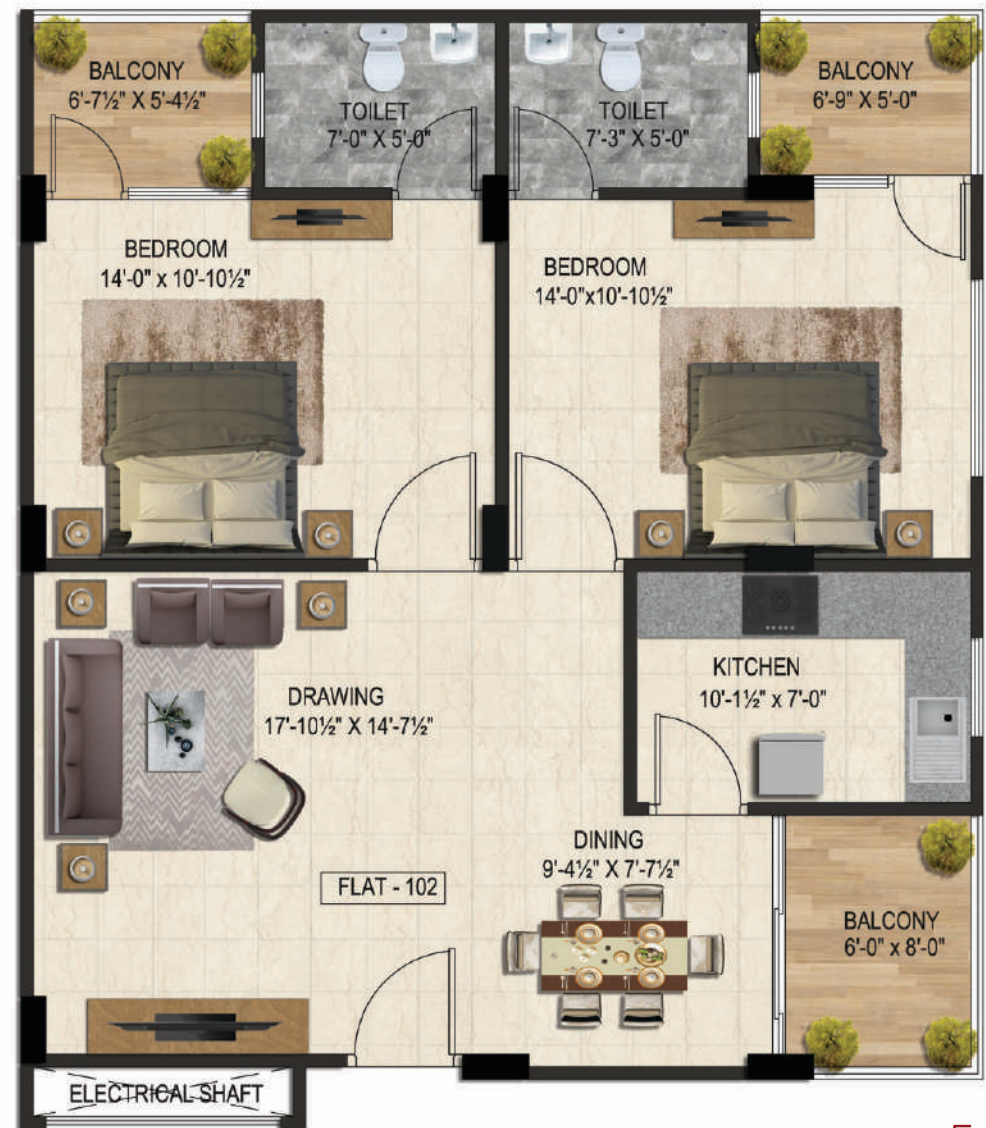 BALCONY
6'-7½" X 5'-4½"
TOILET
7'-0" X 5'-0"
TOILET
7'-3" X 5'-0"
BALCONY
6'-9" X 5'-0"
BEDROOM
14'-0" x 10'-10½"
BEDROOM
14'-0"x10'-10½"
DRAWING
17'-10½" X 14'-7½"
KITCHEN
10'-1½" x 7'-0"
DINING
9'-4½" X 7'-7½"
FLAT - 102
BALCONY
6'-0" x 8'-0"
ELECTRICAL SHAFT